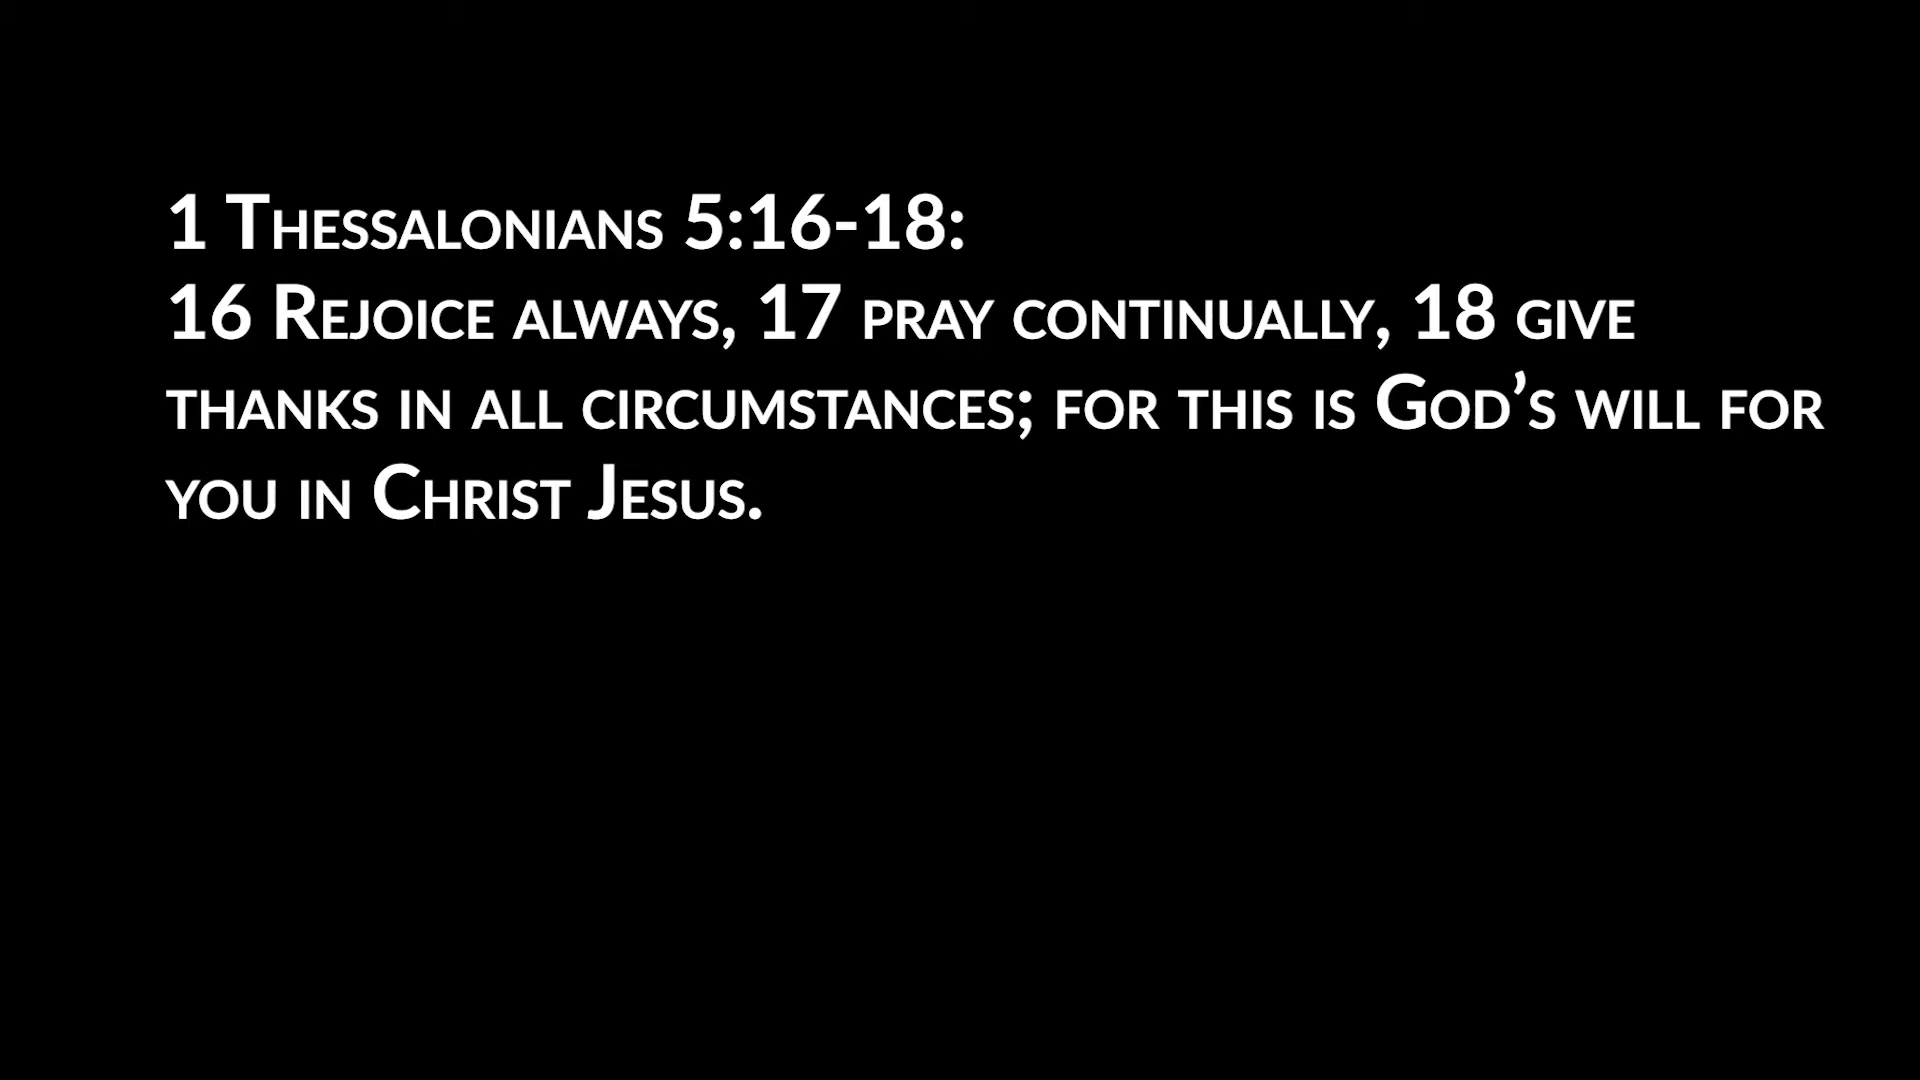 1 Thessalonians 5:16-18:
16 Rejoice always, 17 pray continually, 18 give
thanks in all circumstances; for this is God’s will for
you in Christ Jesus.